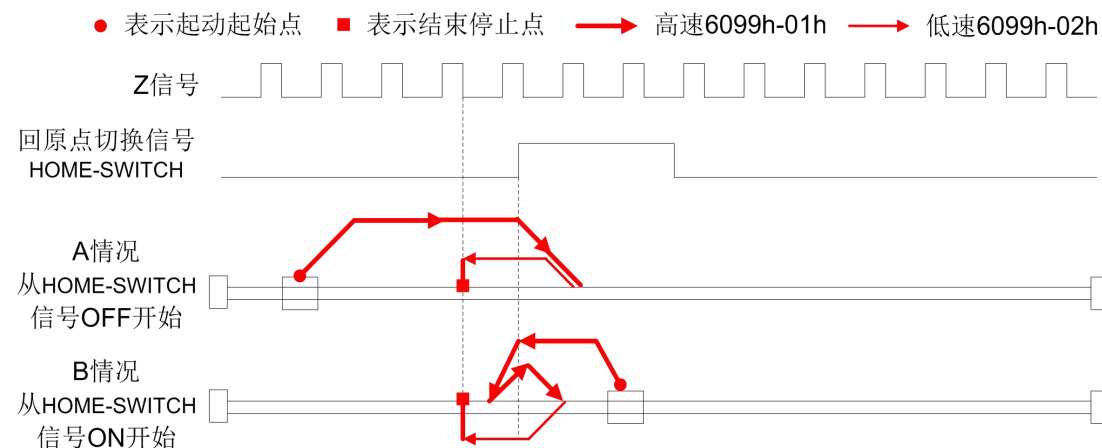 表示起动起始点 表示结束停止点 高速6099h-01h 低速6099h-02h
Z信号
回原点切换信号
HOME-SWITCH
A情况
从HOME-SWITCH
信号OFF开始
B情况
从HOME-SWITCH
信号ON开始